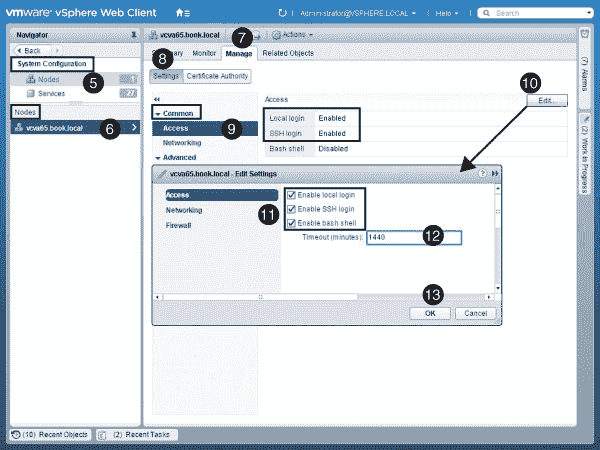 vmware® vSphere Web Client
Administrator@VSPHERE.LOCAL
Help
Search
Navigator
Back
System Configuration
Nodes
Services
27
5
Nodes
vcva65.book.local
6
vcva65.book.local
7
Actions
8
Monitor
Manage
Related Objects
Settings
Certificate Authority
Common
Access
9
Networking
Advanced
Access
10
Edit...
Local login Enabled
SSH login Enabled
Bash shell Disabled
vcva65.book.local - Edit Settings
Access
Networking
Firewall
11
Enable local login
Enable SSH login
Enable bash shell
Timeout (minutes): 1440
12
13
OK
Cancel
(7) Alarms
(2) Work In Progress
(10) Recent Objects
(2) Recent Tasks